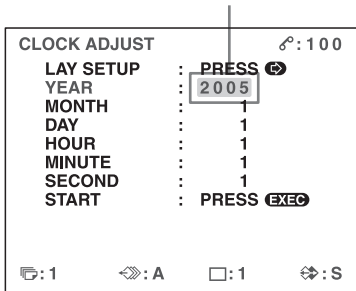 CLOCK ADJUST :100
LAY SETUP : PRESS
YEAR : 2005
MONTH : 1
DAY : 1
HOUR : 1
MINUTE : 1
SECOND : 1
START : PRESS EXEC
:1 :A :1 :S